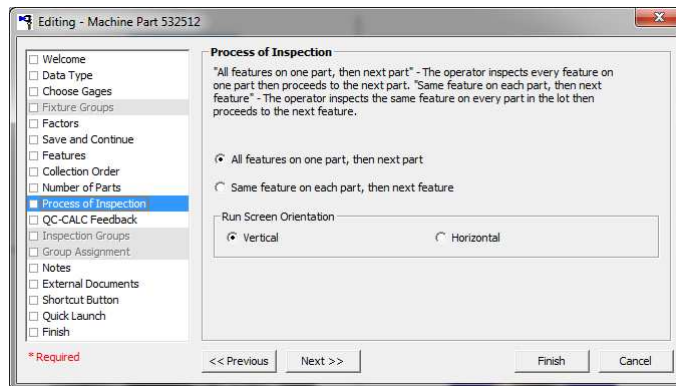 Editing - Machine Part 532512
Welcome
Data Type
Choose Gages
Fixture Groups
Factors
Save and Continue
Features
Collection Order
Number of Parts
Process of Inspection
QC-CALC Feedback
Inspection Groups
Group Assignment
Notes
External Documents
Shortcut Button
Quick Launch
Finish
* Required
Process of Inspection
"All features on one part, then next part" - The operator inspects every feature on
one part then proceeds to the next part. "Same feature on each part, then next
feature" - The operator inspects the same feature on every part in the lot then
proceeds to the next feature.
All features on one part, then next part
Same feature on each part, then next feature
Run Screen Orientation
Vertical
Horizontal
<< Previous
Next >>
Finish
Cancel